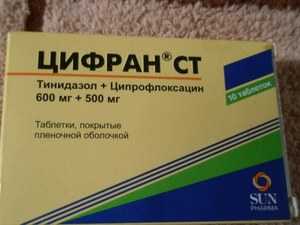 ЦИФРАН® СТ
Тинидазол + Ципрофлоксацин
600 мг + 500 мг
10 таблеток
Таблетки, покрытые
пленочной оболочкой
SUN
PHARMA